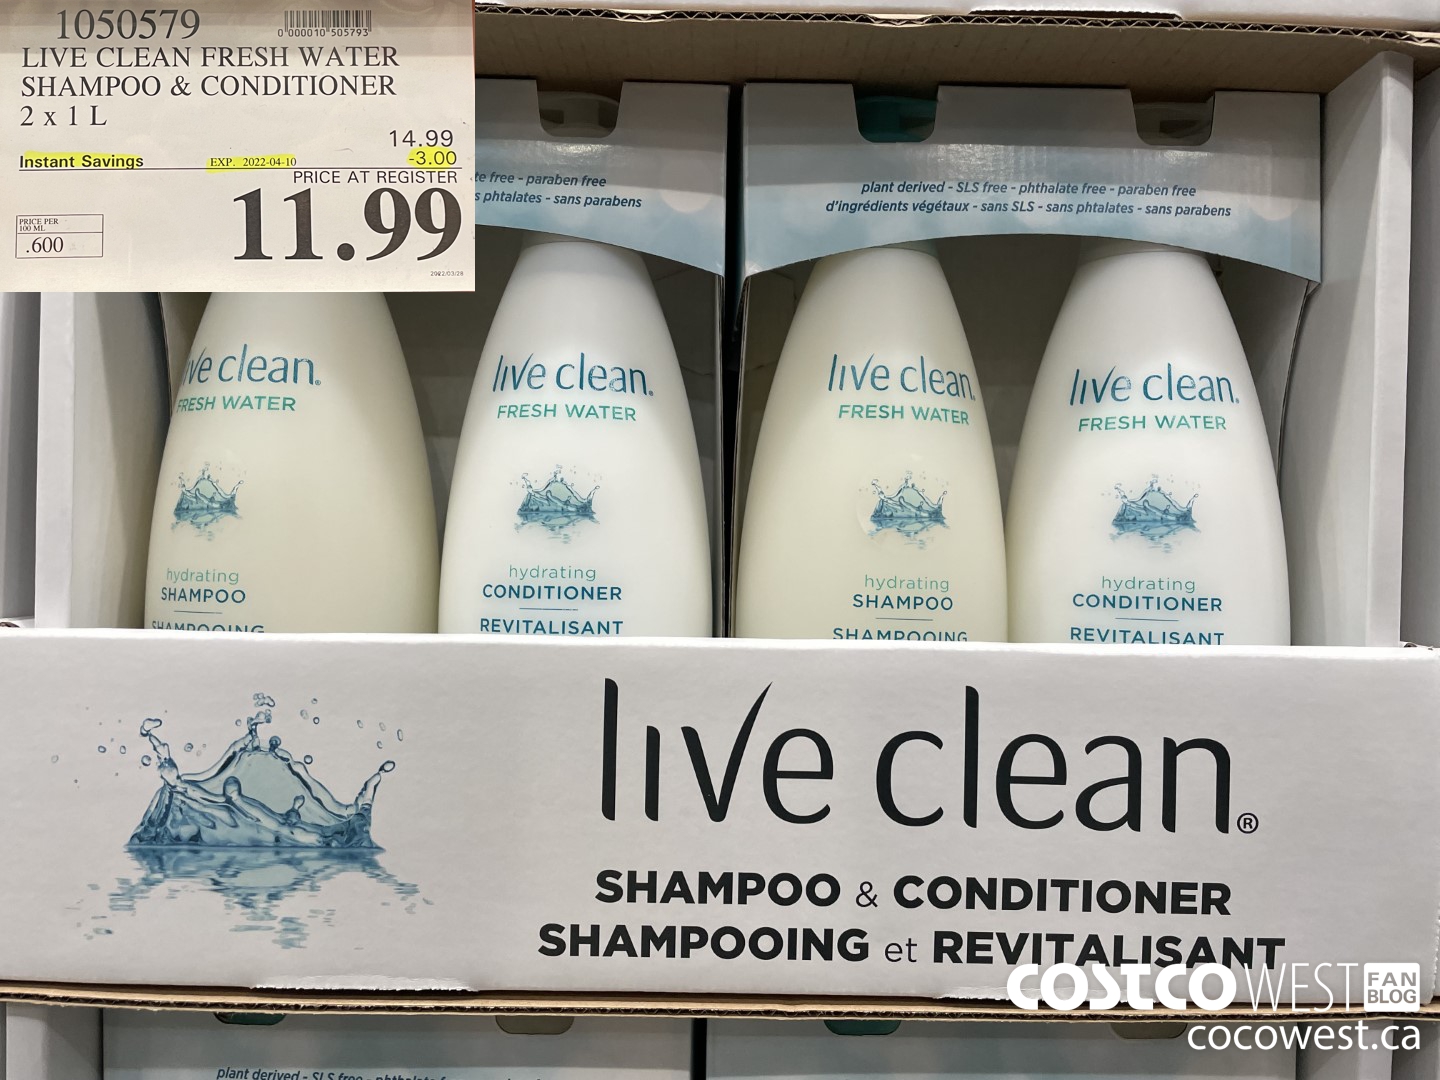 1050579
0 000010 505793
LIVE CLEAN FRESH WATER
SHAMPOO & CONDITIONER
2 x 1 L
14.99
Instant Savings EXP. 2022-04-10 -3.00
PRICE AT REGISTER
11.99
PRICE PER
100 ML
.600
2022/03/28
te free - paraben free
s phtalates - sans parabens
plant derived - SLS free - phthalate free - paraben free
d'ingrédients végétaux - sans SLS - sans phtalates - sans parabens
live clean.
FRESH WATER
hydrating
SHAMPOO
SHAMPOOING
live clean.
FRESH WATER
hydrating
CONDITIONER
REVITALISANT
live clean.
FRESH WATER
hydrating
SHAMPOO
SHAMPOOING
live clean.
FRESH WATER
hydrating
CONDITIONER
REVITALISANT
live clean®
SHAMPOO & CONDITIONER
SHAMPOOING et REVITALISANT
COSTCO WEST FAN BLOG
cocowest.ca
plant derived - SLS free